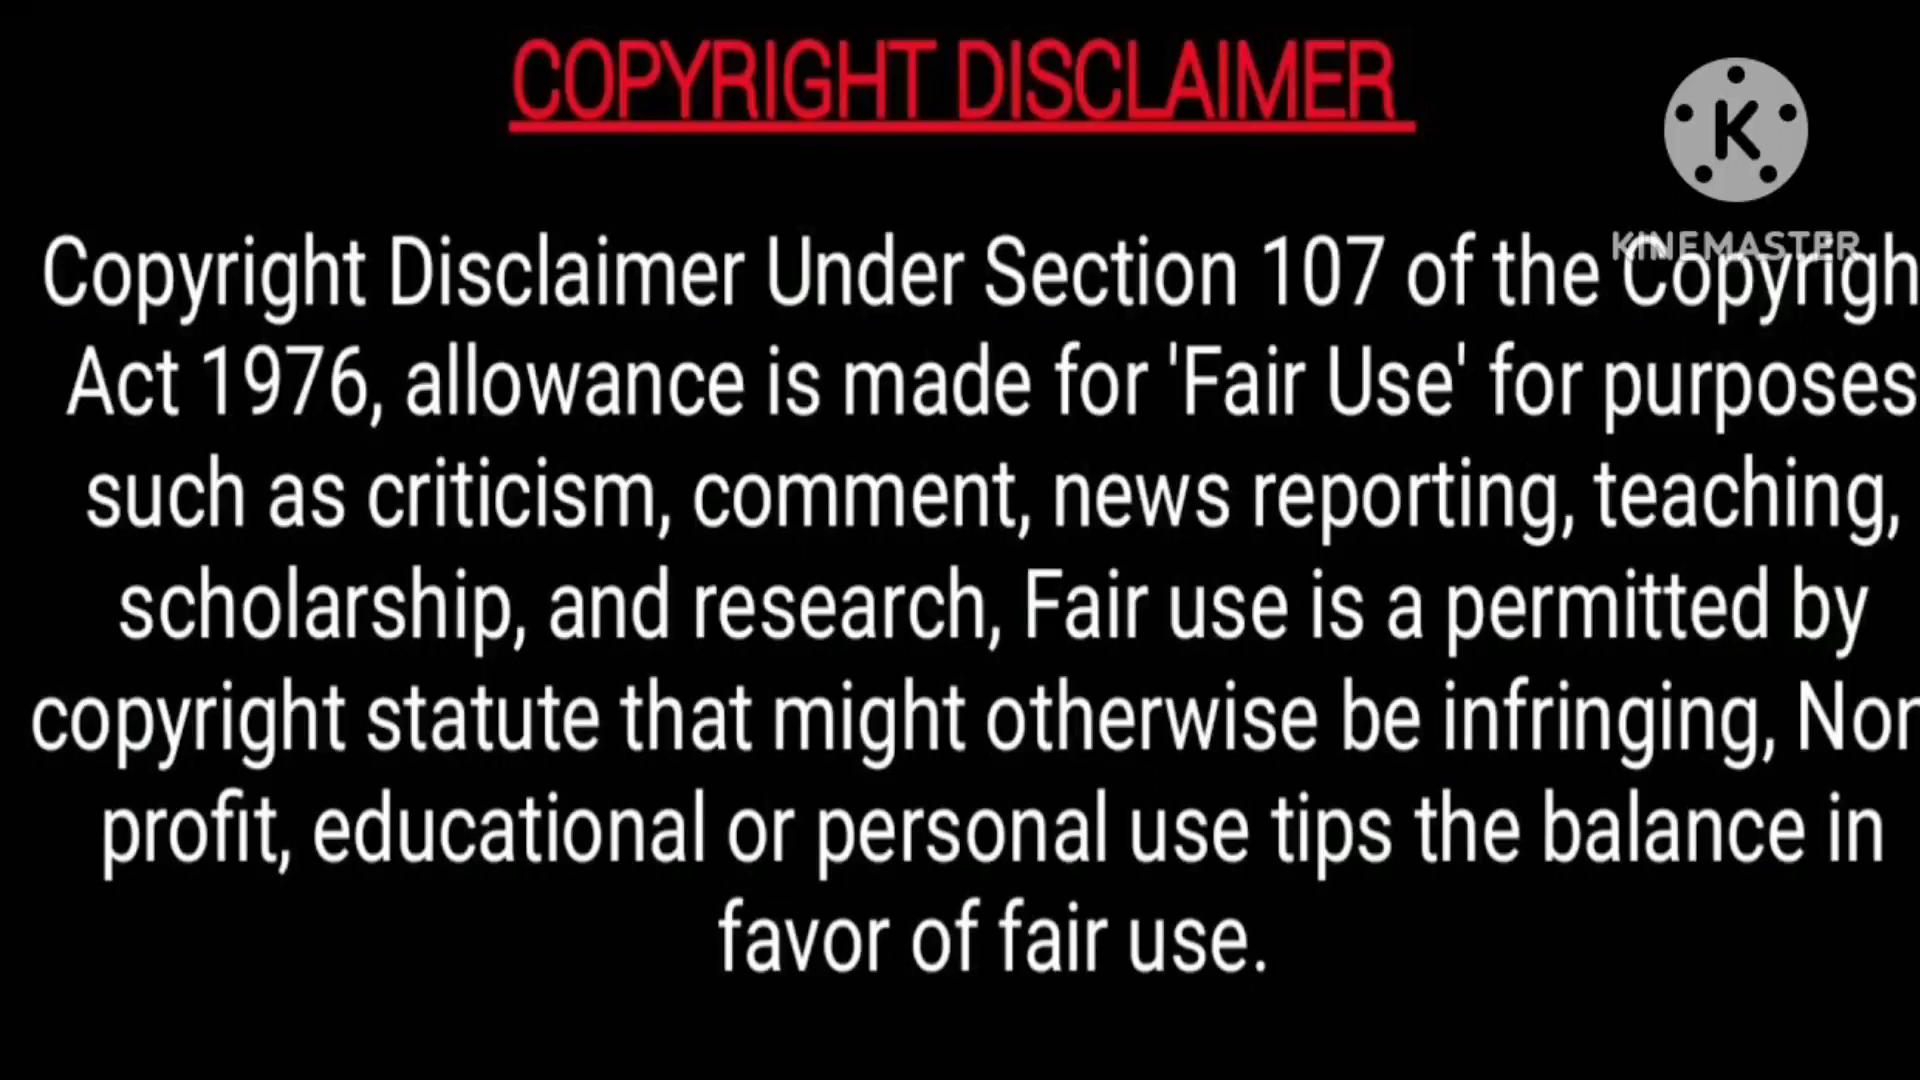 COPYRIGHT DISCLAIMER
K
KINEMASTER
Copyright Disclaimer Under Section 107 of the Copyrigh
Act 1976, allowance is made for 'Fair Use' for purposes
such as criticism, comment, news reporting, teaching,
scholarship, and research, Fair use is a permitted by
copyright statute that might otherwise be infringing, Non
profit, educational or personal use tips the balance in
favor of fair use.